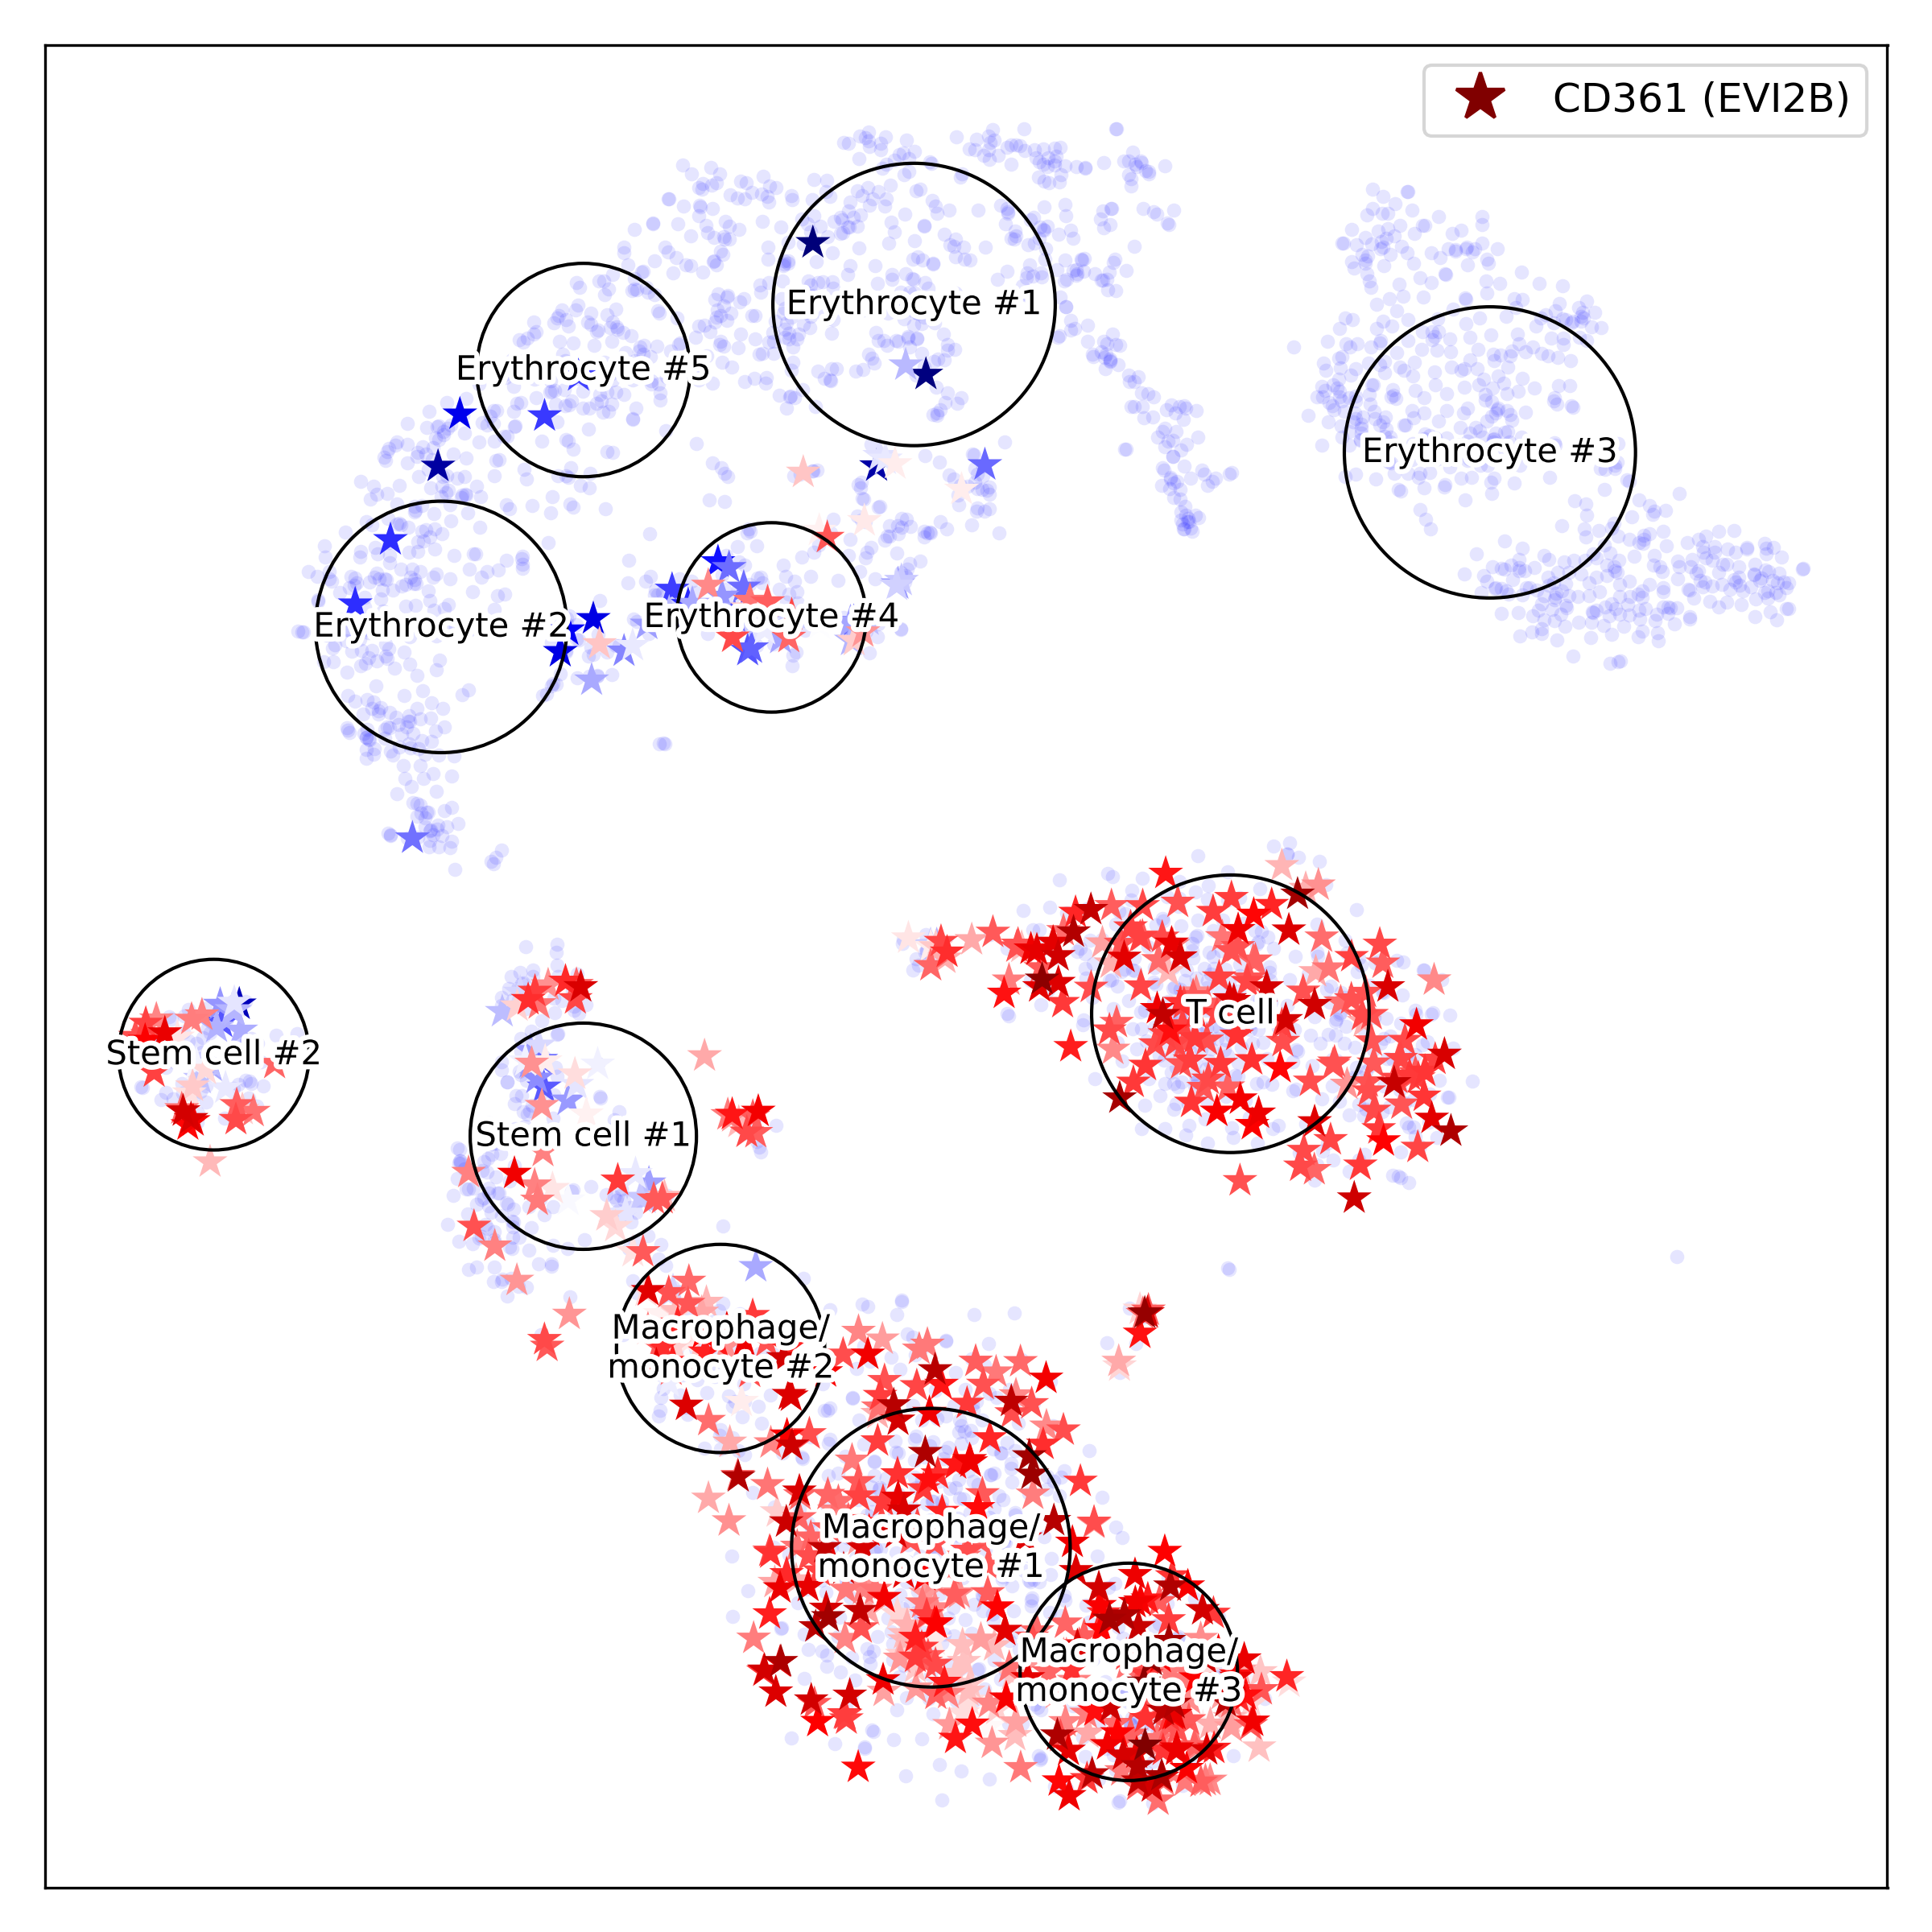 CD361 (EVI2B)
Erythrocyte #1
Erythrocyte #5
Erythrocyte #3
Erythrocyte #4
Erythrocyte #2
T cell
Stem cell #2
Stem cell #1
Macrophage/
monocyte #2
Macrophage/
monocyte #1
Macrophage/
monocyte #3